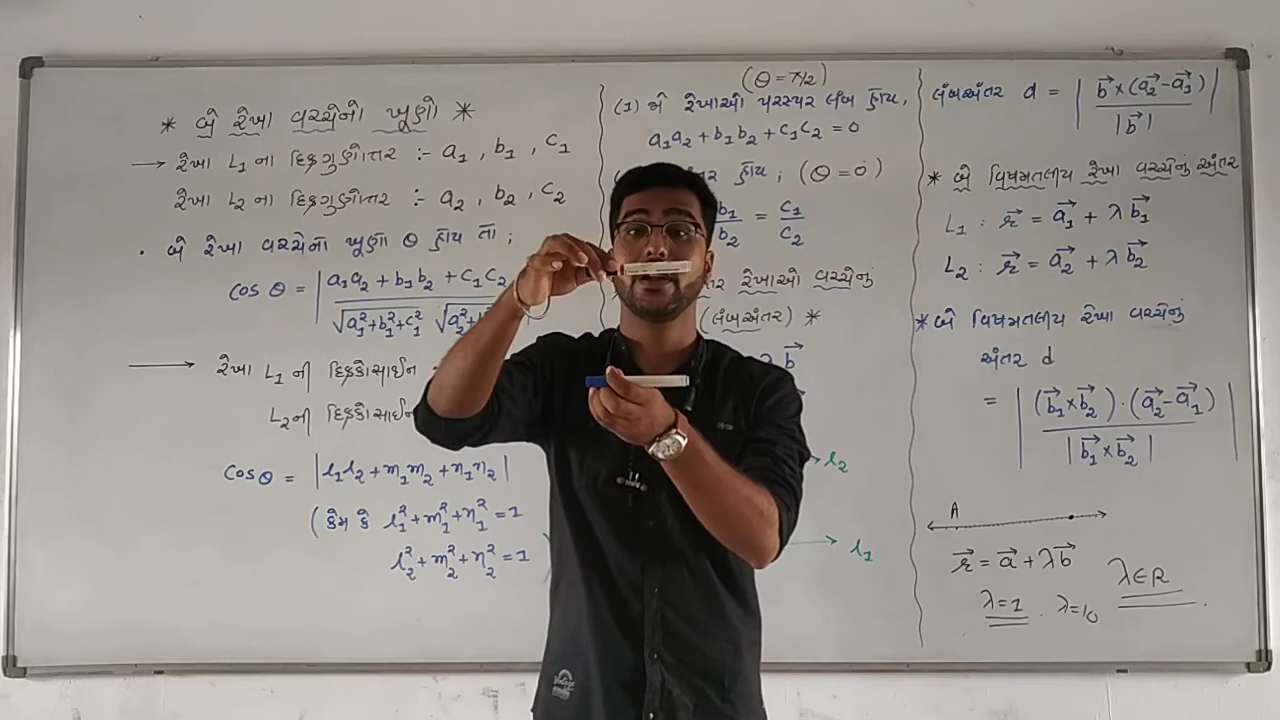 * બે રેખા વચ્ચેનો ખૂણો *
→ રેખા L₁ ના દિક્ગુણોત્તર :- a₁ , b₁ , c₁
રેખા L₂ ના દિક્ગુણોત્તર :- a₂ , b₂ , c₂
• બે રેખા વચ્ચેનો ખૂણો θ હોય તો ;
cos θ = | a₁a₂ + b₁b₂ + c₁c₂
√a₁²+b₁²+c₁² √a₂²+
→ રેખા L₁ ની દિક્કોસાઈન
L₂ની દિક્કોસાઈન
cosθ = | l₁l₂ + m₁m₂ + n₁n₂ |
(કેમ કે l₁² + m₁² + n₁² = 1
l₂² + m₂² + n₂² = 1 )
(θ = π/2)
(1) જો રેખાઓ પરસ્પર લંબ હોય,
a₁a₂ + b₁b₂ + c₁c₂ = 0
હોય ; (θ = 0)
b₁/b₂ = c₁/c₂
રેખાઓ વચ્ચેનું
(લંબઅંતર) *
b⃗
l₂
l₁
લંબઅંતર d = | b⃗ × (a⃗₂ - a⃗₁) / |b⃗| |
* બે વિષમતલીય રેખા વચ્ચેનું અંતર
L₁ : r⃗ = a⃗₁ + λ b⃗₁
L₂ : r⃗ = a⃗₂ + λ b⃗₂
* બે વિષમતલીય રેખા વચ્ચેનું
અંતર d
= | (b⃗₁ × b⃗₂) · (a⃗₂ - a⃗₁) / |b⃗₁ × b⃗₂| |
A
r⃗ = a⃗ + λb⃗
λ∈R
λ=1 . λ=10